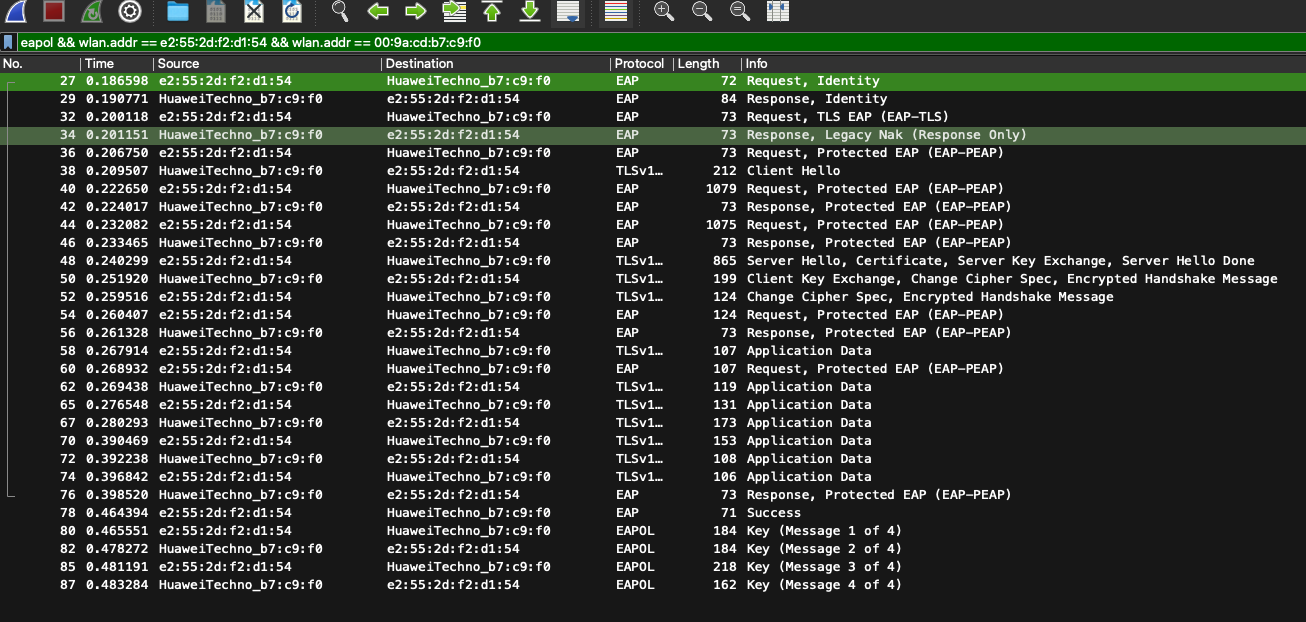 eapol && wlan.addr == e2:55:2d:f2:d1:54 && wlan.addr == 00:9a:cd:b7:c9:f0
No. Time Source Destination Protocol Length Info
27 0.186598 e2:55:2d:f2:d1:54 HuaweiTechno_b7:c9:f0 EAP 72 Request, Identity
29 0.190771 HuaweiTechno_b7:c9:f0 e2:55:2d:f2:d1:54 EAP 84 Response, Identity
32 0.200118 e2:55:2d:f2:d1:54 HuaweiTechno_b7:c9:f0 EAP 73 Request, TLS EAP (EAP-TLS)
34 0.201151 HuaweiTechno_b7:c9:f0 e2:55:2d:f2:d1:54 EAP 73 Response, Legacy Nak (Response Only)
36 0.206750 e2:55:2d:f2:d1:54 HuaweiTechno_b7:c9:f0 EAP 73 Request, Protected EAP (EAP-PEAP)
38 0.209507 HuaweiTechno_b7:c9:f0 e2:55:2d:f2:d1:54 TLSv1… 212 Client Hello
40 0.222650 e2:55:2d:f2:d1:54 HuaweiTechno_b7:c9:f0 EAP 1079 Request, Protected EAP (EAP-PEAP)
42 0.224017 HuaweiTechno_b7:c9:f0 e2:55:2d:f2:d1:54 EAP 73 Response, Protected EAP (EAP-PEAP)
44 0.232082 e2:55:2d:f2:d1:54 HuaweiTechno_b7:c9:f0 EAP 1075 Request, Protected EAP (EAP-PEAP)
46 0.233465 HuaweiTechno_b7:c9:f0 e2:55:2d:f2:d1:54 EAP 73 Response, Protected EAP (EAP-PEAP)
48 0.240299 e2:55:2d:f2:d1:54 HuaweiTechno_b7:c9:f0 TLSv1… 865 Server Hello, Certificate, Server Key Exchange, Server Hello Done
50 0.251920 HuaweiTechno_b7:c9:f0 e2:55:2d:f2:d1:54 TLSv1… 199 Client Key Exchange, Change Cipher Spec, Encrypted Handshake Message
52 0.259516 e2:55:2d:f2:d1:54 HuaweiTechno_b7:c9:f0 TLSv1… 124 Change Cipher Spec, Encrypted Handshake Message
54 0.260407 e2:55:2d:f2:d1:54 HuaweiTechno_b7:c9:f0 EAP 124 Request, Protected EAP (EAP-PEAP)
56 0.261328 HuaweiTechno_b7:c9:f0 e2:55:2d:f2:d1:54 EAP 73 Response, Protected EAP (EAP-PEAP)
58 0.267914 e2:55:2d:f2:d1:54 HuaweiTechno_b7:c9:f0 TLSv1… 107 Application Data
60 0.268932 e2:55:2d:f2:d1:54 HuaweiTechno_b7:c9:f0 EAP 107 Request, Protected EAP (EAP-PEAP)
62 0.269438 HuaweiTechno_b7:c9:f0 e2:55:2d:f2:d1:54 TLSv1… 119 Application Data
65 0.276548 e2:55:2d:f2:d1:54 HuaweiTechno_b7:c9:f0 TLSv1… 131 Application Data
67 0.280293 HuaweiTechno_b7:c9:f0 e2:55:2d:f2:d1:54 TLSv1… 173 Application Data
70 0.390469 e2:55:2d:f2:d1:54 HuaweiTechno_b7:c9:f0 TLSv1… 153 Application Data
72 0.392238 HuaweiTechno_b7:c9:f0 e2:55:2d:f2:d1:54 TLSv1… 108 Application Data
74 0.396842 e2:55:2d:f2:d1:54 HuaweiTechno_b7:c9:f0 TLSv1… 106 Application Data
76 0.398520 HuaweiTechno_b7:c9:f0 e2:55:2d:f2:d1:54 EAP 73 Response, Protected EAP (EAP-PEAP)
78 0.464394 e2:55:2d:f2:d1:54 HuaweiTechno_b7:c9:f0 EAP 71 Success
80 0.465551 e2:55:2d:f2:d1:54 HuaweiTechno_b7:c9:f0 EAPOL 184 Key (Message 1 of 4)
82 0.478272 HuaweiTechno_b7:c9:f0 e2:55:2d:f2:d1:54 EAPOL 184 Key (Message 2 of 4)
85 0.481191 e2:55:2d:f2:d1:54 HuaweiTechno_b7:c9:f0 EAPOL 218 Key (Message 3 of 4)
87 0.483284 HuaweiTechno_b7:c9:f0 e2:55:2d:f2:d1:54 EAPOL 162 Key (Message 4 of 4)